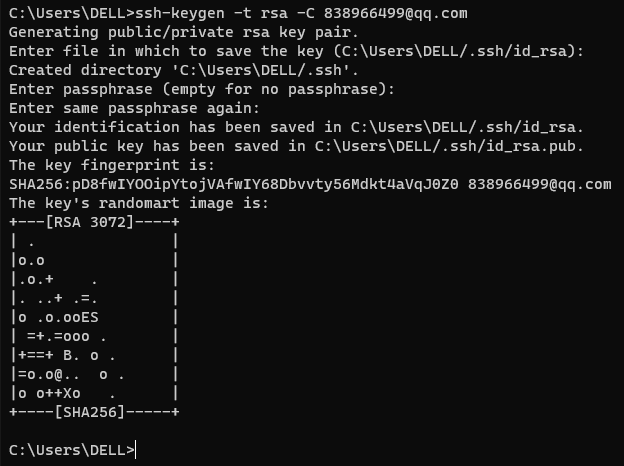 C:\Users\DELL>ssh-keygen -t rsa -C 838966499@qq.com
Generating public/private rsa key pair.
Enter file in which to save the key (C:\Users\DELL/.ssh/id_rsa):
Created directory 'C:\Users\DELL/.ssh'.
Enter passphrase (empty for no passphrase):
Enter same passphrase again:
Your identification has been saved in C:\Users\DELL/.ssh/id_rsa.
Your public key has been saved in C:\Users\DELL/.ssh/id_rsa.pub.
The key fingerprint is:
SHA256:pD8fwIYOOipYtojVAfwIY68Dbvvty56Mdkt4aVqJ0Z0 838966499@qq.com
The key's randomart image is:
+---[RSA 3072]----+
| .               |
|o.o              |
|.o.+    .        |
|. ..+ .=.        |
|o .o.ooES        |
| =+.=ooo .       |
|+==+ B. o .      |
|=o.o@..  o .     |
|o o++Xo   .      |
+----[SHA256]-----+
C:\Users\DELL>